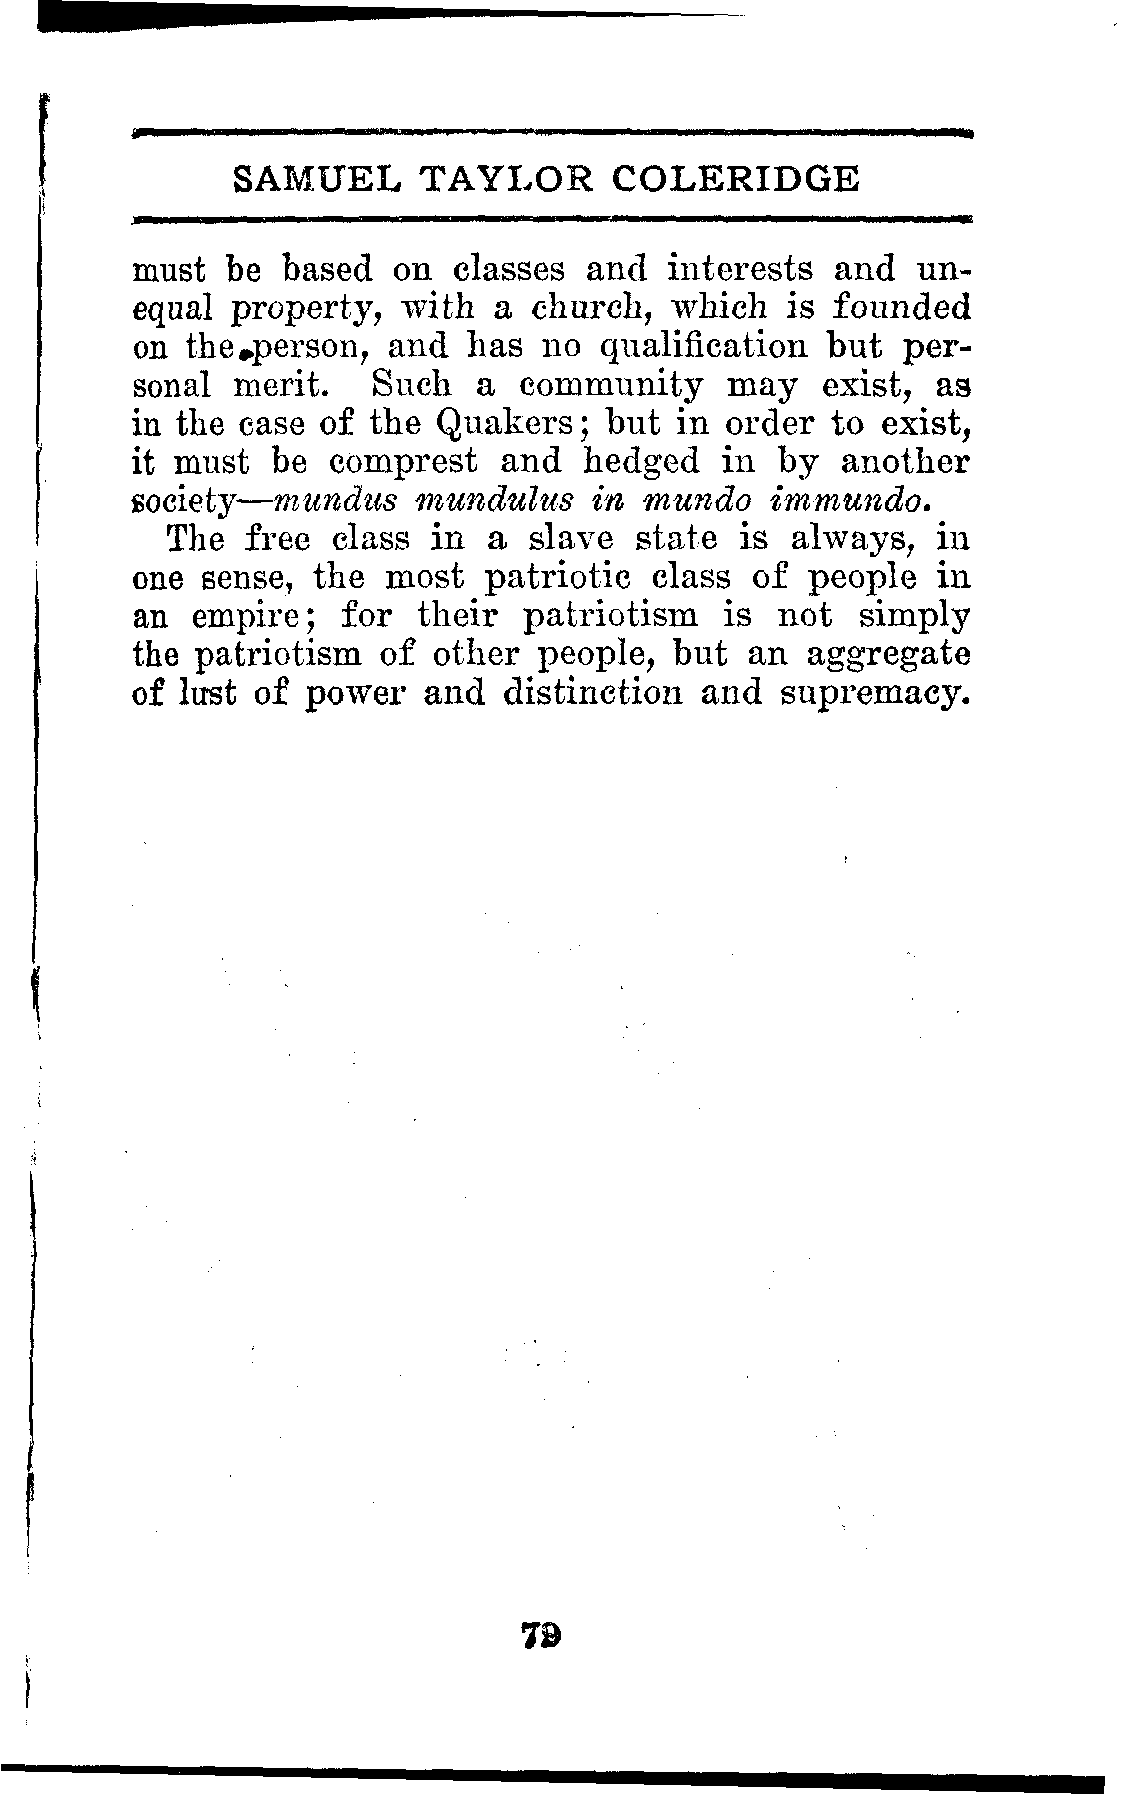 SAMUEL TAYLOR COLERIDGE
must be based on classes and interests and un-
equal property, with a church, which is founded
on the person, and has no qualification but per-
sonal merit. Such a community may exist, as
in the case of the Quakers; but in order to exist,
it must be comprest and hedged in by another
society—mundus mundulus in mundo immundo.
The free class in a slave state is always, in
one sense, the most patriotic class of people in
an empire; for their patriotism is not simply
the patriotism of other people, but an aggregate
of lust of power and distinction and supremacy.
79